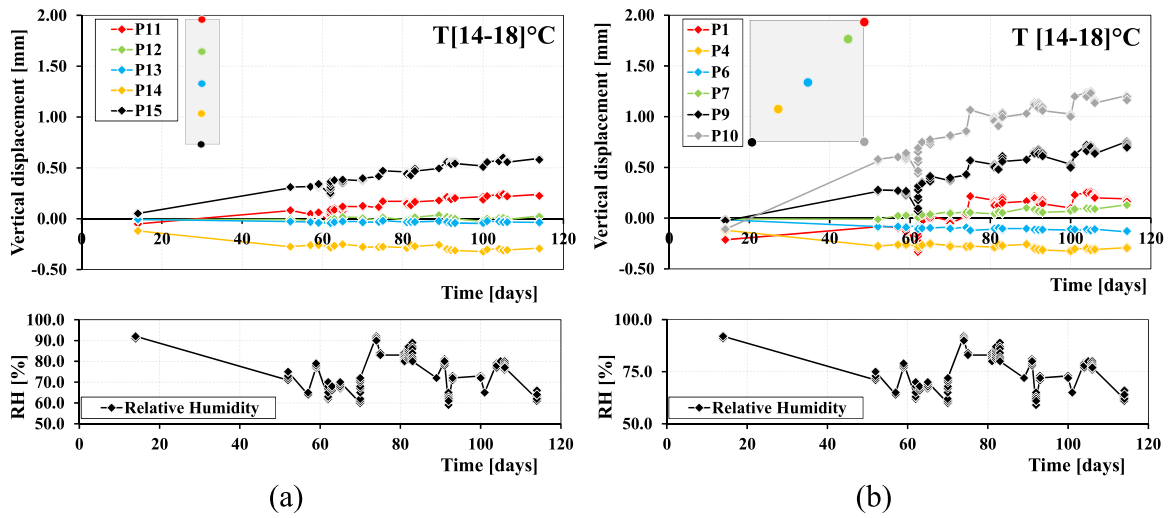 2.00
1.50
1.00
0.50
0.00
-0.50
Vertical displacement [mm]
P11
P12
P13
P14
P15
T[14-18]°C
0 20 40 60 80 100 120
Time [days]
100.0
90.0
80.0
70.0
60.0
50.0
RH [%]
Relative Humidity
0 20 40 60 80 100 120
Time [days]
(a)
2.00
1.50
1.00
0.50
0.00
-0.50
Vertical displacement [mm]
P1
P4
P6
P7
P9
P10
T [14-18]°C
0 20 40 60 80 100 120
Time [days]
100.0
75.0
50.0
RH [%]
Relative Humidity
0 20 40 60 80 100 120
Time [days]
(b)